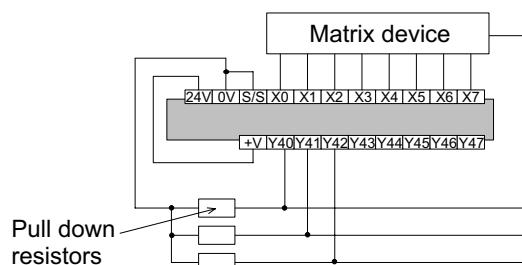 Matrix device
24V 0V S/S X0 X1 X2 X3 X4 X5 X6 X7
+V Y40 Y41 Y42 Y43 Y44 Y45 Y46 Y47
Pull down
resistors